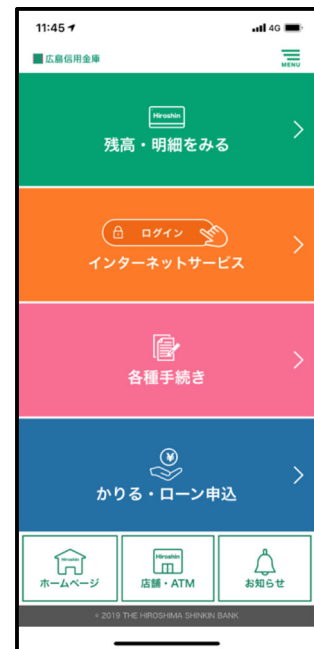 11:45
4G
広島信用金庫
MENU
Hiroshin
残高・明細をみる
ログイン
インターネットサービス
各種手続き
¥
かりる・ローン申込
Hiroshin
ホームページ
Hiroshin
店舗・ATM
お知らせ
© 2019 THE HIROSHIMA SHINKIN BANK